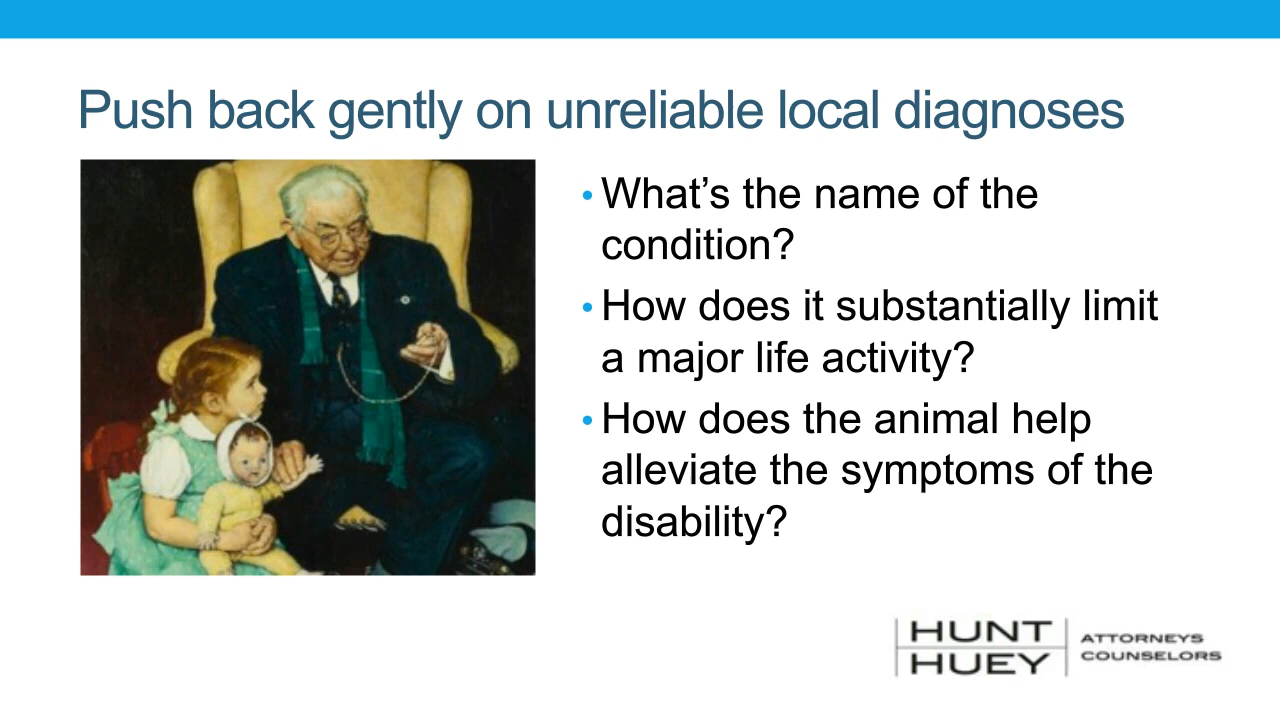 Push back gently on unreliable local diagnoses
• What’s the name of the
condition?
• How does it substantially limit
a major life activity?
• How does the animal help
alleviate the symptoms of the
disability?
HUNT
HUEY
ATTORNEYS
COUNSELORS